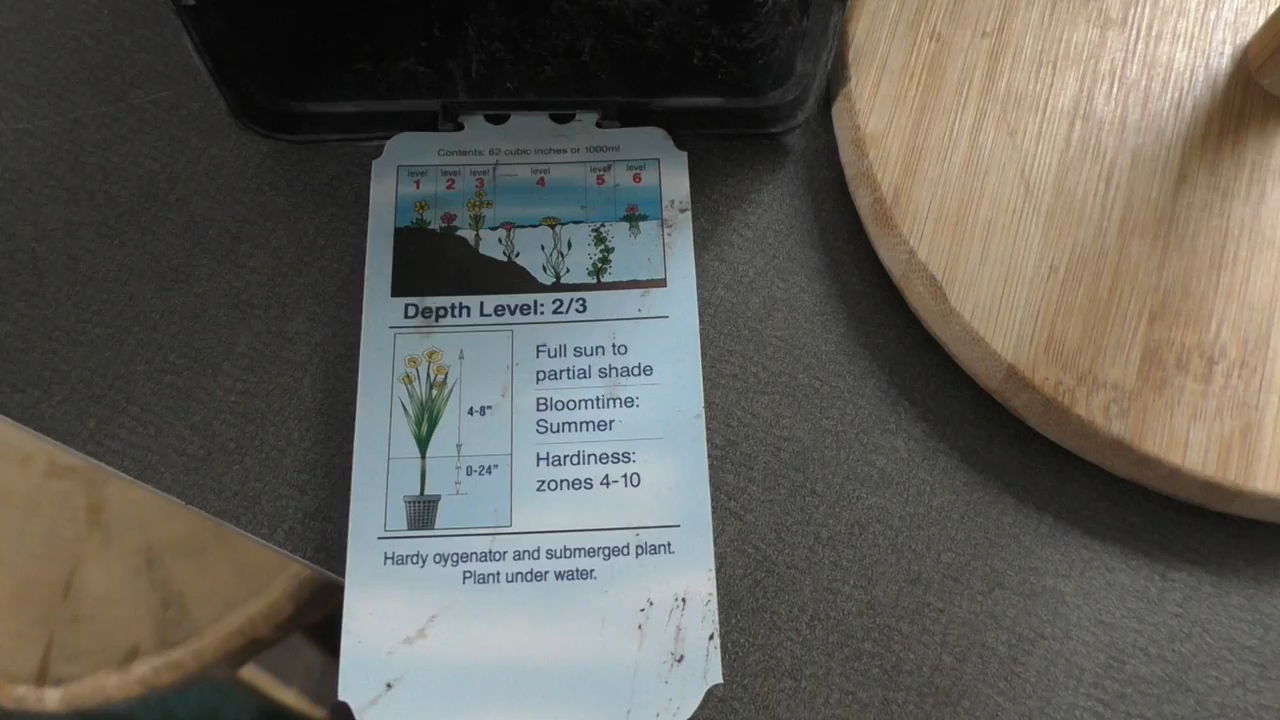 Contents: 62 cubic inches or 1000ml
level level level level level level
1 2 3 4 5 6
Depth Level: 2/3
Full sun to
partial shade
Bloomtime:
Summer
Hardiness:
zones 4-10
4-8"
0-24"
Hardy oygenator and submerged plant.
Plant under water.